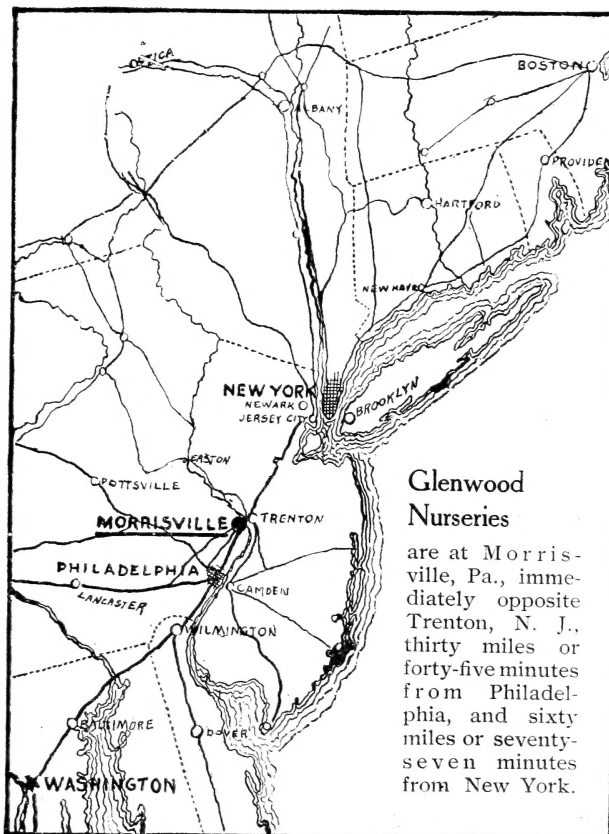 UTICA
BOSTON
ALBANY
PROVIDEN
HARTFORD
NEW HAVEN
NEW YORK
NEWARK
JERSEY CITY
BROOKLYN
EASTON
POTTSVILLE
MORRISVILLE
TRENTON
PHILADELPHIA
CAMDEN
LANCASTER
WILMINGTON
BALTIMORE
DOVER
WASHINGTON
Glenwood
Nurseries
are at Morris-
ville, Pa., imme-
diately opposite
Trenton, N. J.,
thirty miles or
forty-five minutes
from Philadel-
phia, and sixty
miles or seventy-
seven minutes
from New York.